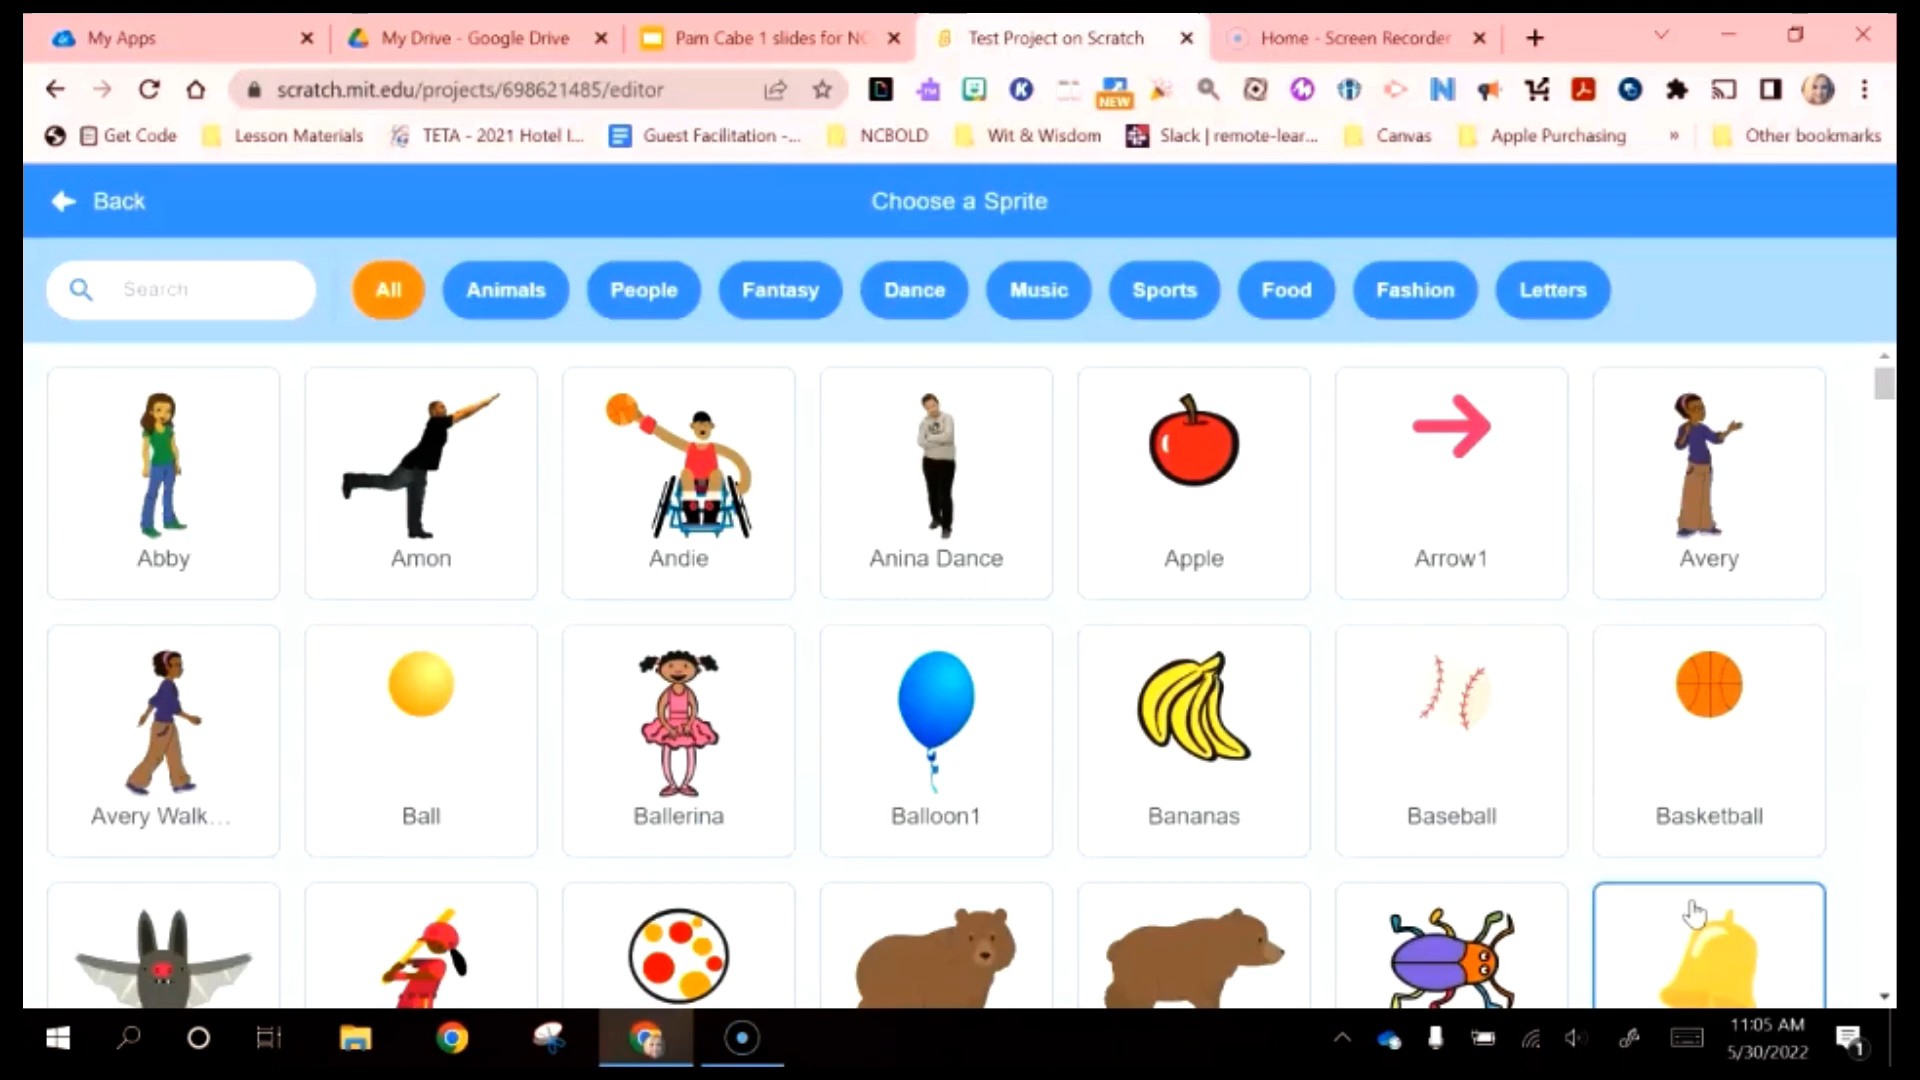 My Apps
My Drive - Google Drive
Pam Cabe 1 slides for NC
Test Project on Scratch
Home - Screen Recorder
scratch.mit.edu/projects/698621485/editor
NEW
Get Code
Lesson Materials
TETA - 2021 Hotel I...
Guest Facilitation -...
NCBOLD
Wit & Wisdom
Slack | remote-lear...
Canvas
Apple Purchasing
»
Other bookmarks
Back
Choose a Sprite
Search
All
Animals
People
Fantasy
Dance
Music
Sports
Food
Fashion
Letters
Abby
Amon
Andie
Anina Dance
Apple
Arrow1
Avery
Avery Walk...
Ball
Ballerina
Balloon1
Bananas
Baseball
Basketball
11:05 AM
5/30/2022
1